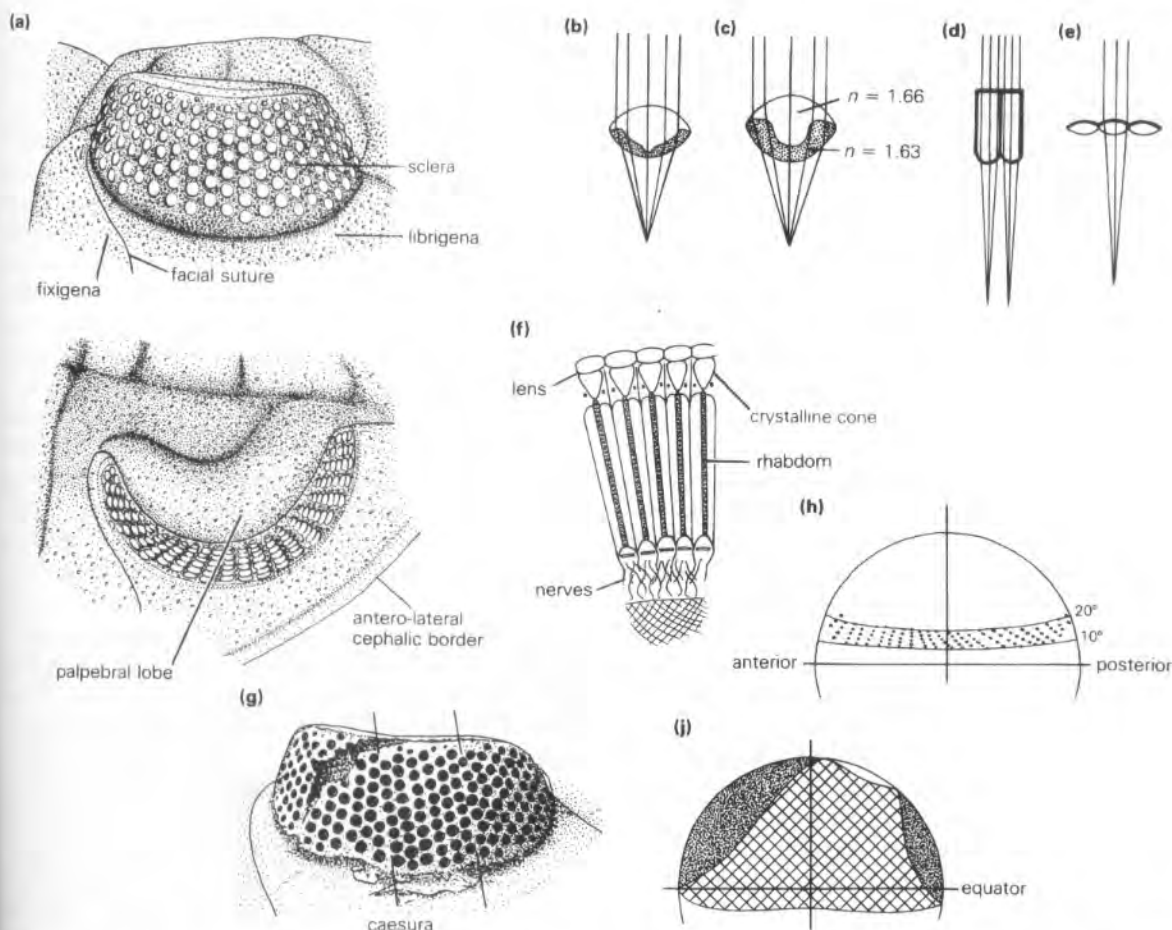 (a)
sclera
librigena
facial suture
fixigena
(b)
(c)
n = 1.66
n = 1.63
(d)
(e)
palpebral lobe
antero-lateral
cephalic border
(f)
lens
crystalline cone
rhabdom
nerves
(g)
caesura
(h)
20°
10°
anterior
posterior
(j)
equator